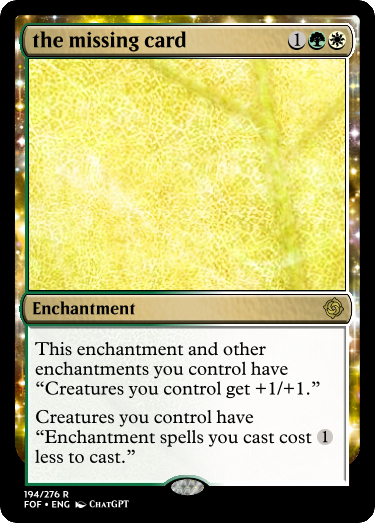 the missing card 1
Enchantment
This enchantment and other
enchantments you control have
“Creatures you control get +1/+1.”
Creatures you control have
“Enchantment spells you cast cost 1
less to cast.”
194/276 R
FOF • ENG ChatGPT